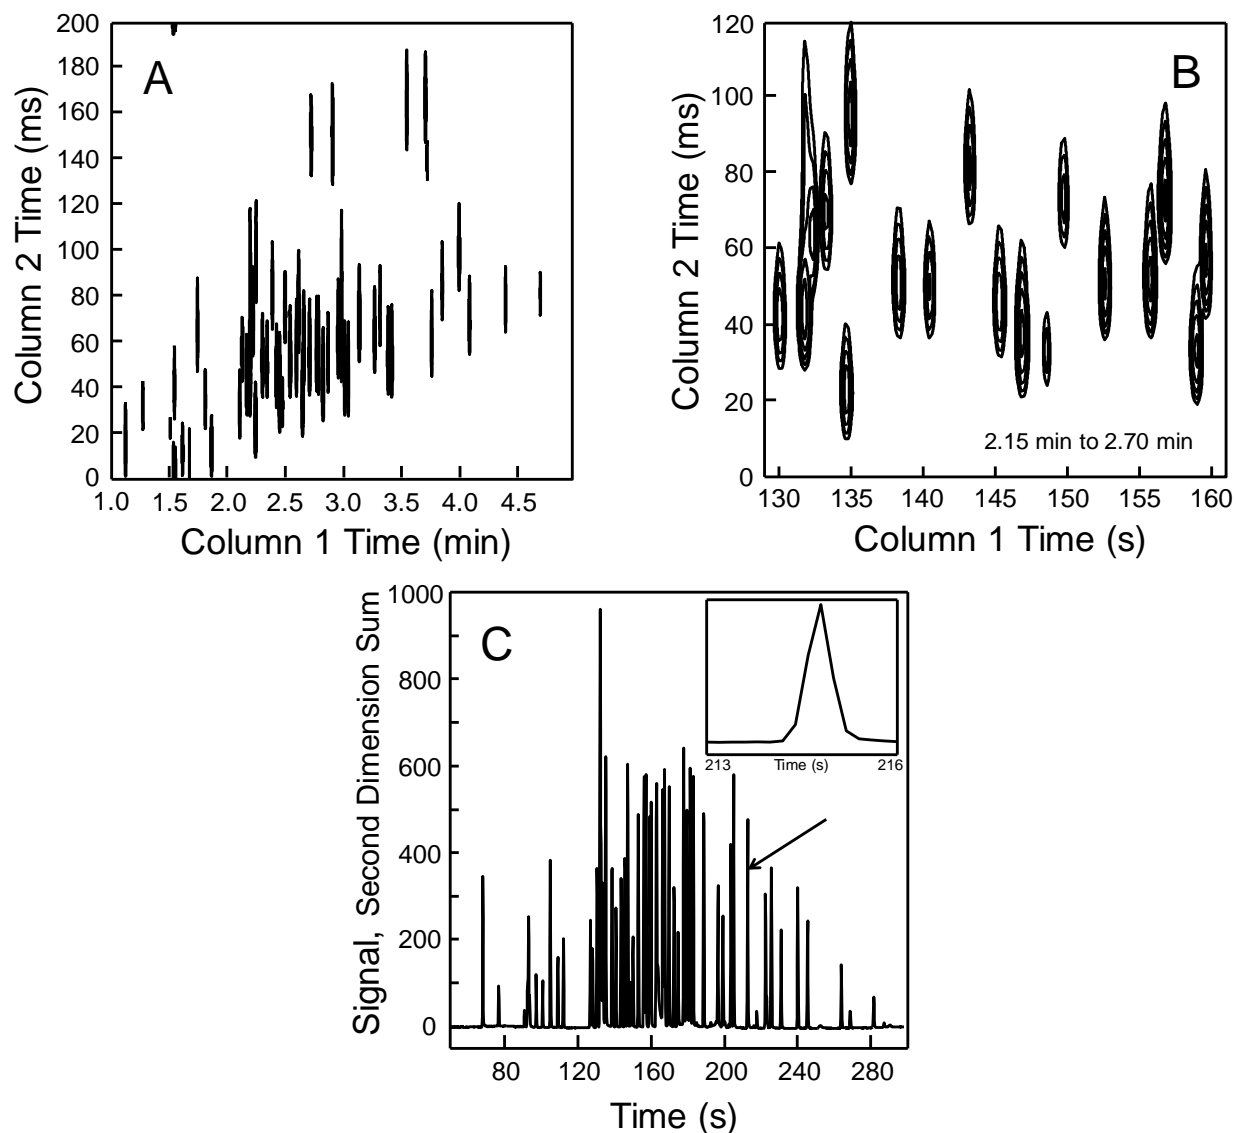 A
Column 2 Time (ms)
200
180
160
140
120
100
80
60
40
20
0
1.0 1.5 2.0 2.5 3.0 3.5 4.0 4.5
Column 1 Time (min)
B
Column 2 Time (ms)
120
100
80
60
40
20
0
2.15 min to 2.70 min
130 135 140 145 150 155 160
Column 1 Time (s)
C
Signal, Second Dimension Sum
1000
800
600
400
200
0
213 Time (s) 216
80 120 160 200 240 280
Time (s)